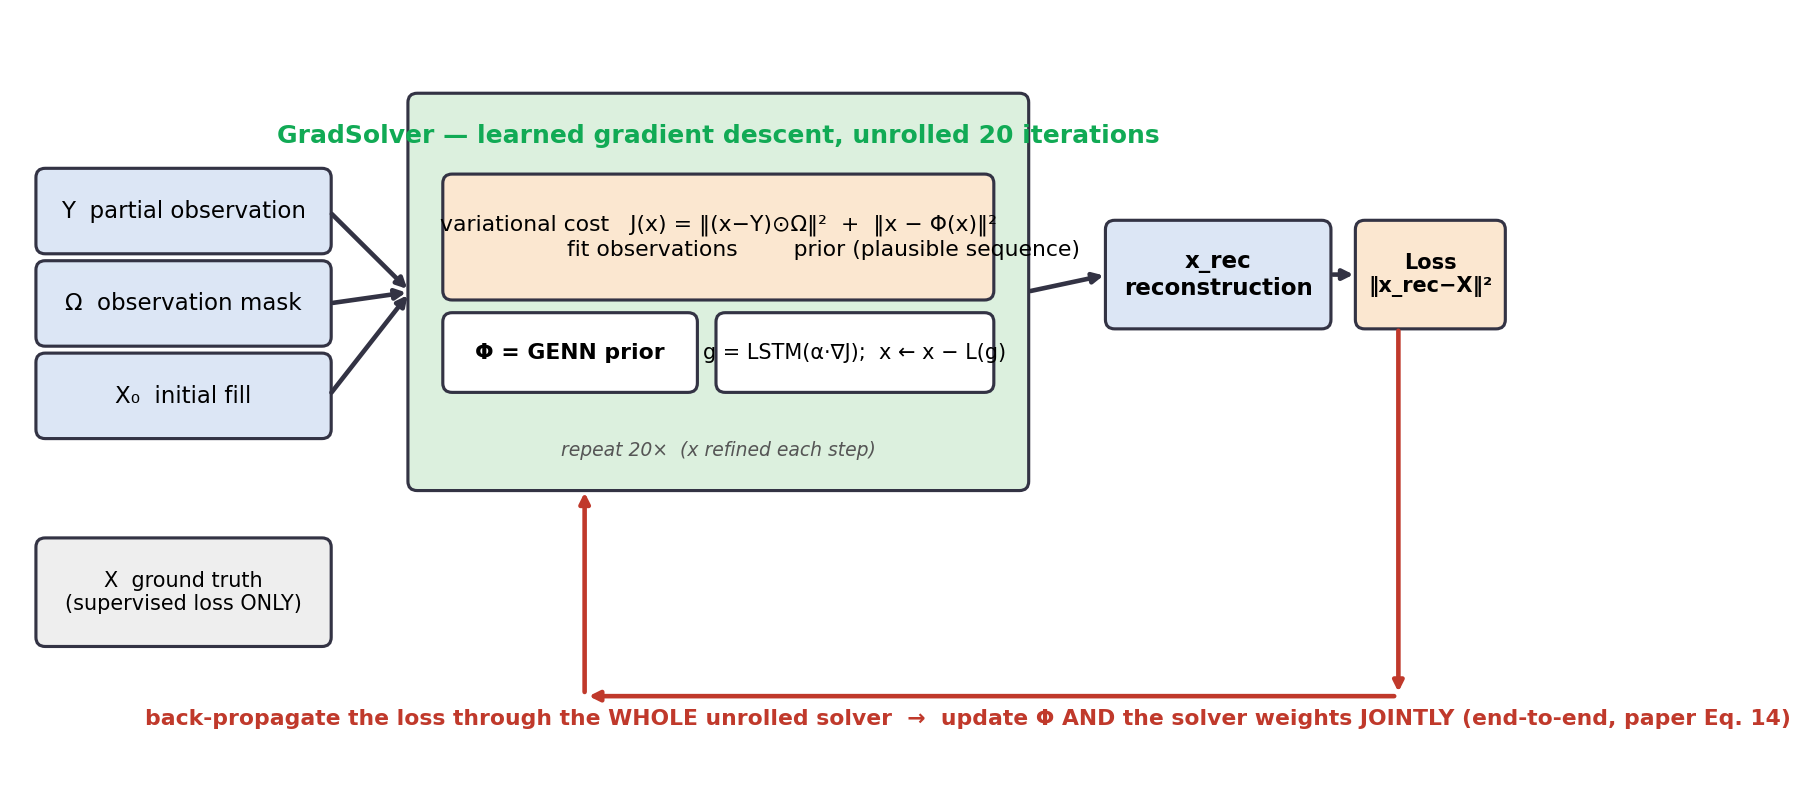 GradSolver — learned gradient descent, unrolled 20 iterations
Y  partial observation
Ω  observation mask
X₀  initial fill
variational cost   J(x) = ‖(x−Y)⊙Ω‖²  +  ‖x − Φ(x)‖²
fit observations        prior (plausible sequence)
Φ = GENN prior
g = LSTM(α·∇J);  x ← x − L(g)
repeat 20×  (x refined each step)
x_rec
reconstruction
Loss
‖x_rec−X‖²
X  ground truth
(supervised loss ONLY)
back-propagate the loss through the WHOLE unrolled solver  →  update Φ AND the solver weights JOINTLY (end-to-end, paper Eq. 14)